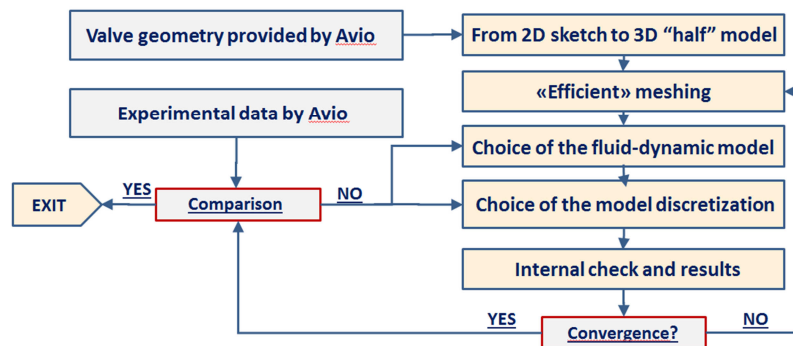 Valve geometry provided by Avio
From 2D sketch to 3D “half” model
«Efficient» meshing
Experimental data by Avio
Choice of the fluid-dynamic model
EXIT
YES
Comparison
NO
Choice of the model discretization
Internal check and results
YES
Convergence?
NO